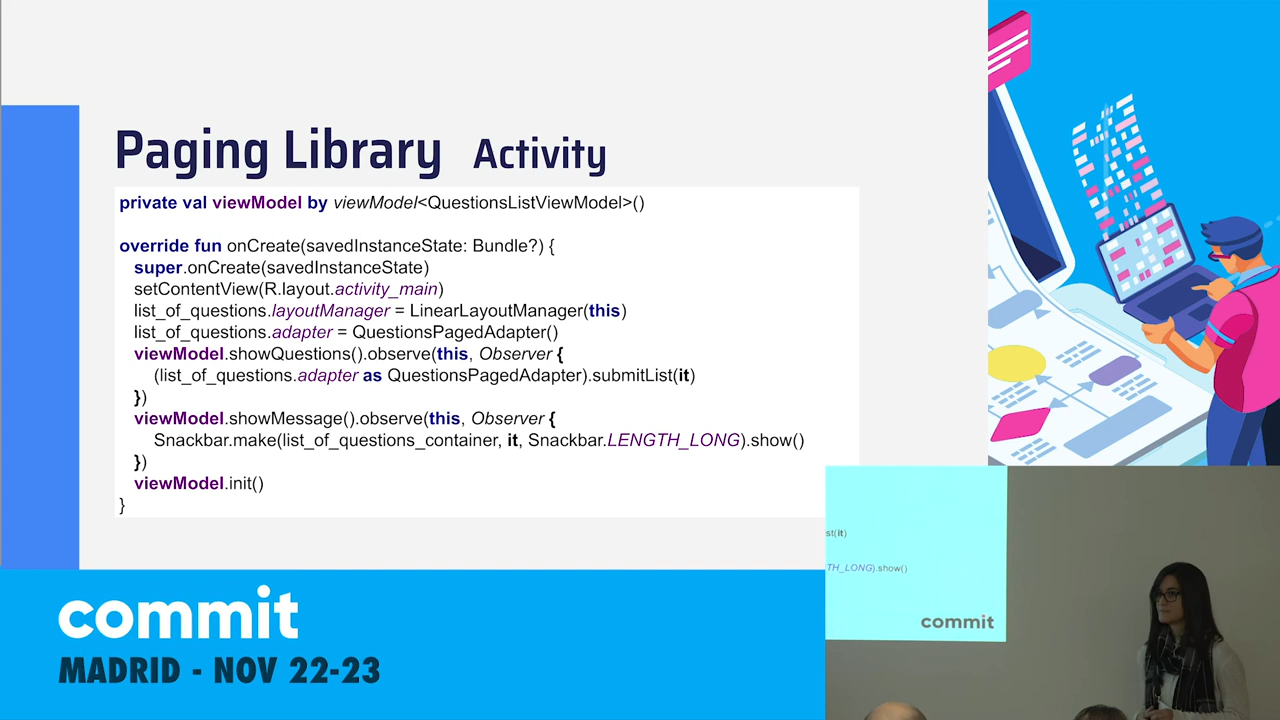 Paging Library Activity
private val viewModel by viewModel<QuestionsListViewModel>()
override fun onCreate(savedInstanceState: Bundle?) {
super.onCreate(savedInstanceState)
setContentView(R.layout.activity_main)
list_of_questions.layoutManager = LinearLayoutManager(this)
list_of_questions.adapter = QuestionsPagedAdapter()
viewModel.showQuestions().observe(this, Observer {
(list_of_questions.adapter as QuestionsPagedAdapter).submitList(it)
})
viewModel.showMessage().observe(this, Observer {
Snackbar.make(list_of_questions_container, it, Snackbar.LENGTH_LONG).show()
})
viewModel.init()
}
st(it)
TH_LONG).show()
commit
commit
MADRID - NOV 22-23